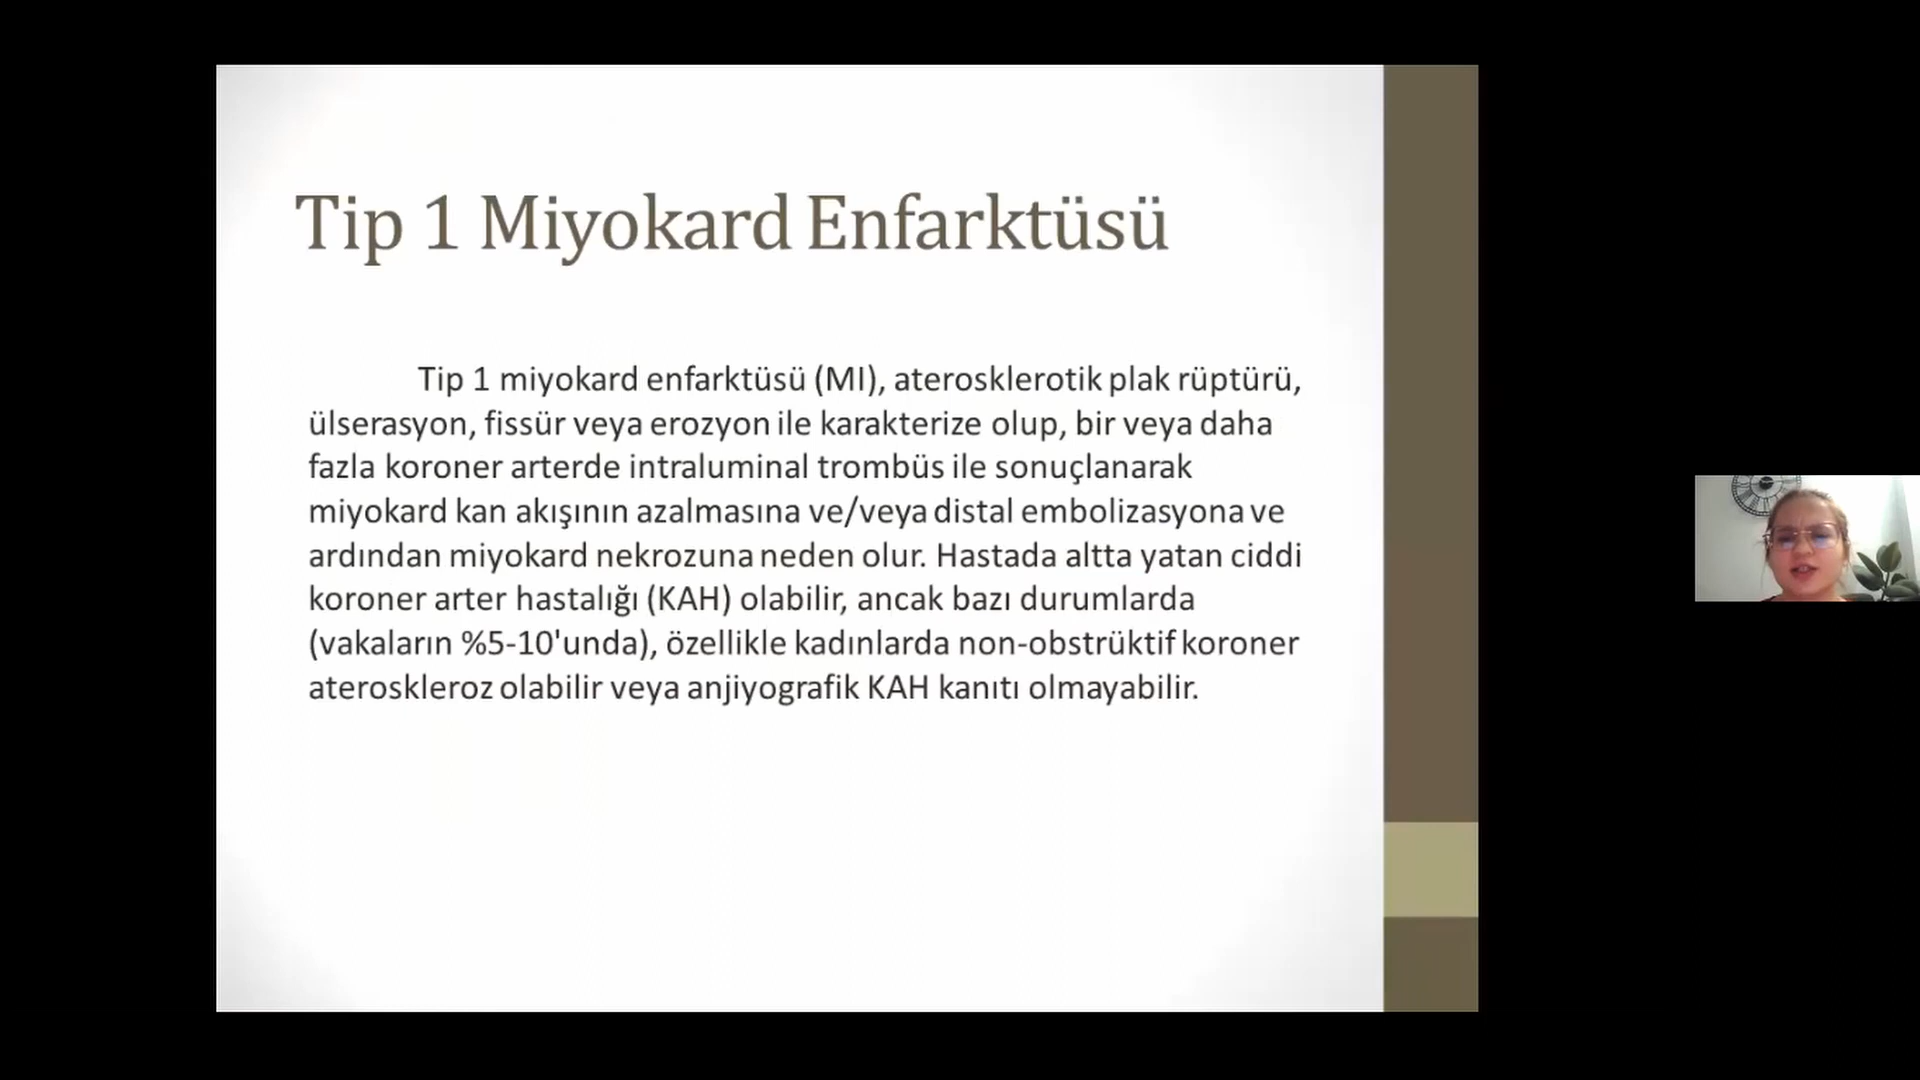 Tip 1 Miyokard Enfarktüsü
Tip 1 miyokard enfarktüsü (MI), aterosklerotik plak rüptürü,
ülserasyon, fissür veya erozyon ile karakterize olup, bir veya daha
fazla koroner arterde intraluminal trombüs ile sonuçlanarak
miyokard kan akışının azalmasına ve/veya distal embolizasyona ve
ardından miyokard nekrozuna neden olur. Hastada altta yatan ciddi
koroner arter hastalığı (KAH) olabilir, ancak bazı durumlarda
(vakaların %5-10'unda), özellikle kadınlarda non-obstrüktif koroner
ateroskleroz olabilir veya anjiyografik KAH kanıtı olmayabilir.